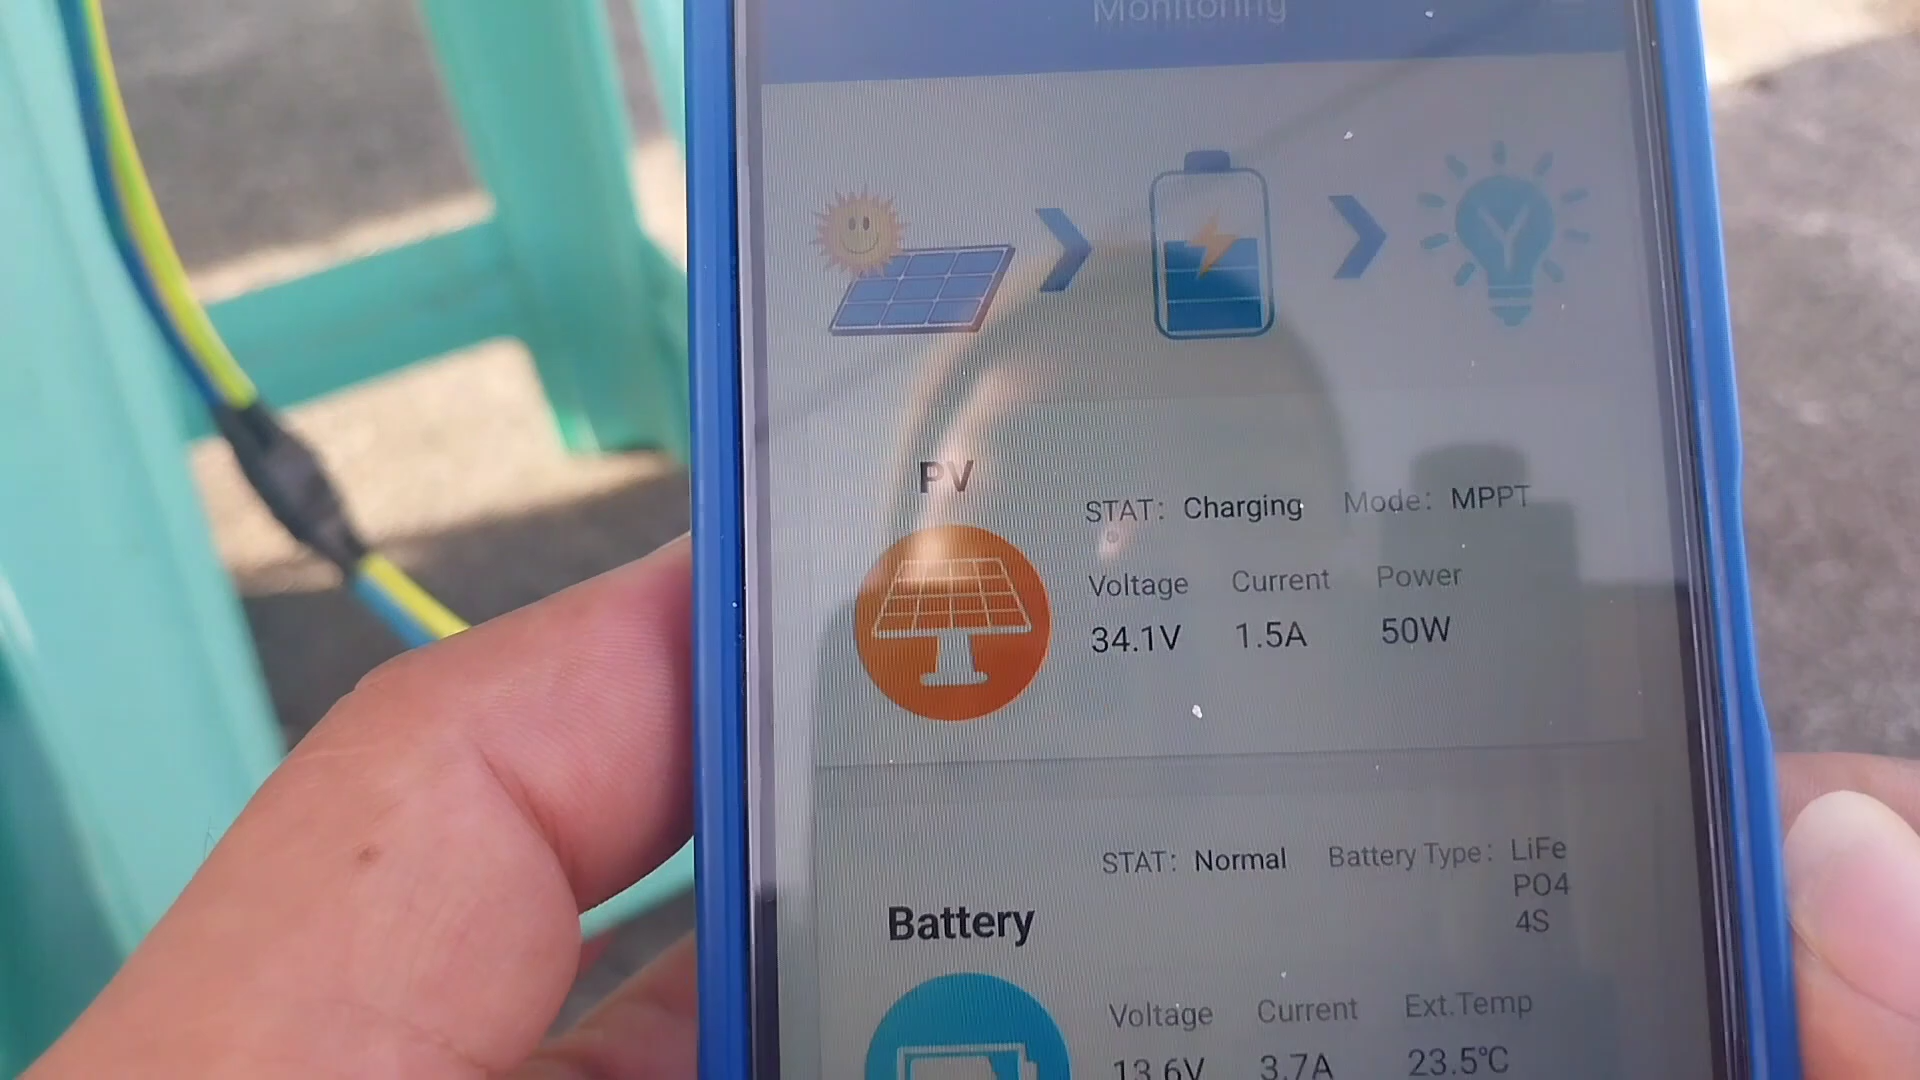 Monitoring
PV
STAT: Charging Mode: MPPT
Voltage Current Power
34.1V 1.5A 50W
STAT: Normal Battery Type: LiFe
PO4
4S
Battery
Voltage Current Ext.Temp
13.6V 3.7A 23.5℃